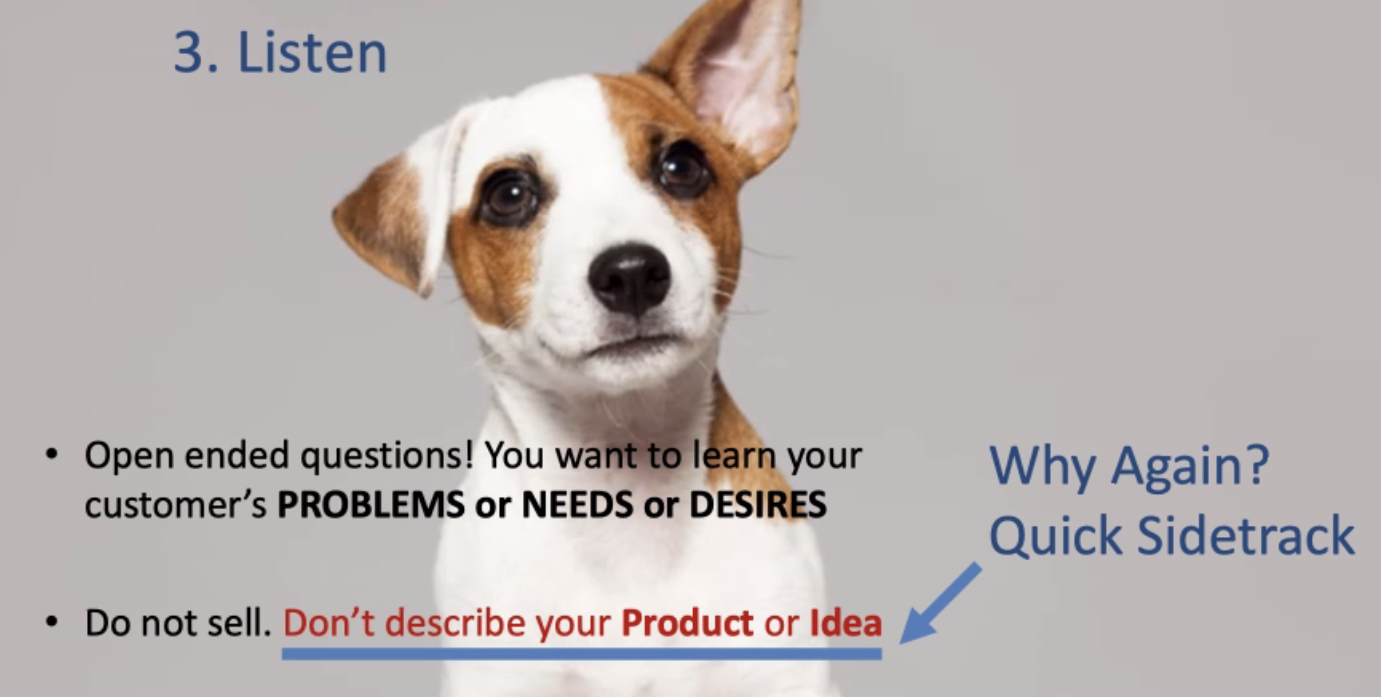 3. Listen
• Open ended questions! You want to learn your
customer’s PROBLEMS or NEEDS or DESIRES
Why Again?
Quick Sidetrack
• Do not sell. Don’t describe your Product or Idea